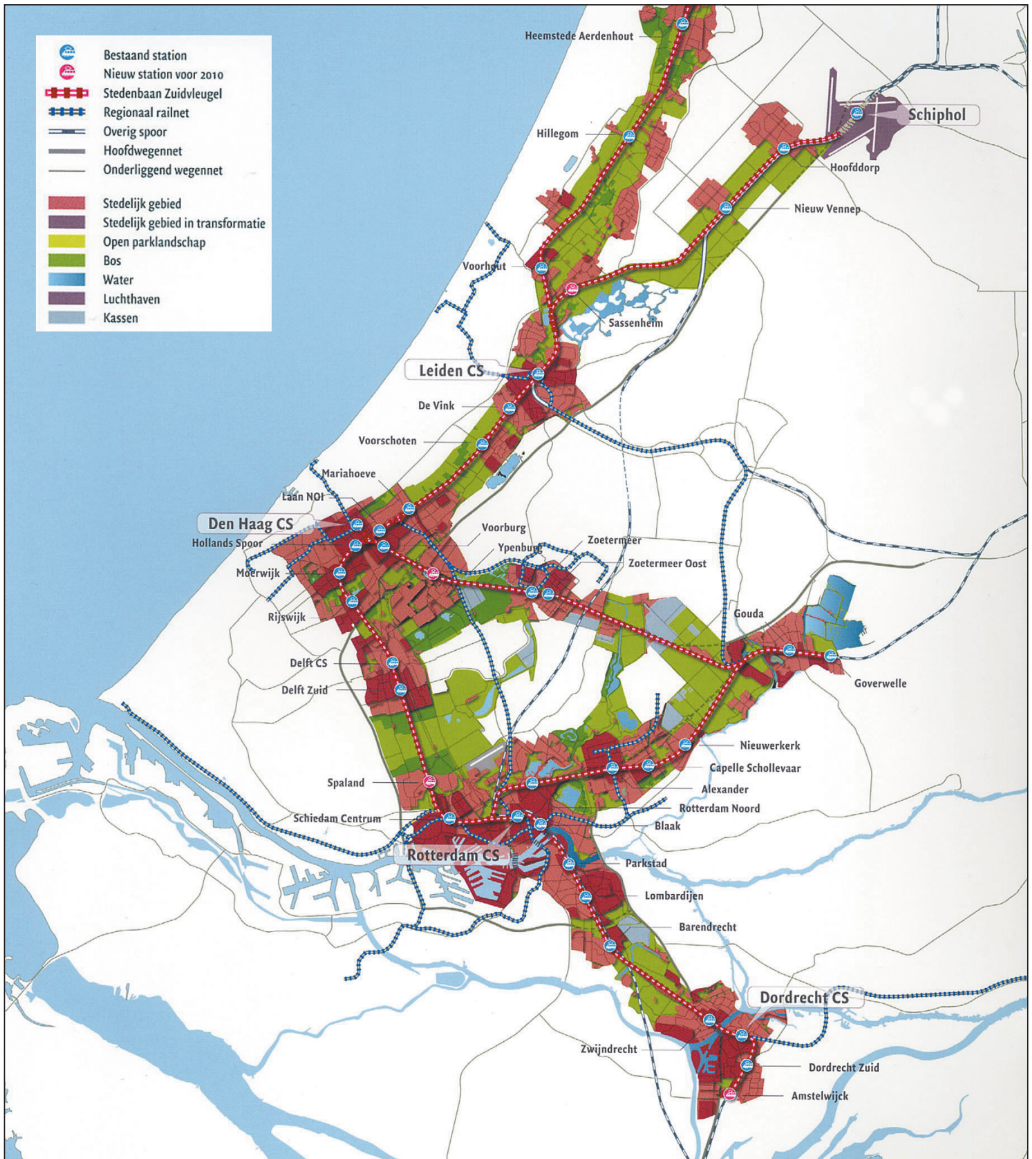 Bestaand station
Nieuw station voor 2010
Stedenbaan Zuidvleugel
Regionaal railnet
Overig spoor
Hoofdwegennet
Onderliggend wegennet
Stedelijk gebied
Stedelijk gebied in transformatie
Open parklandschap
Bos
Water
Luchthaven
Kassen
Heemstede Aerdenhout
Schiphol
Hillegom
Hoofddorp
Nieuw Vennep
Voorhout
Sassenheim
Leiden CS
De Vink
Voorschoten
Mariahoeve
Laan NOI
Den Haag CS
Hollands Spoor
Voorburg
Ypenburg
Zoetermeer
Zoetermeer Oost
Moerwijk
Rijswijk
Gouda
Goverwelle
Delft CS
Delft Zuid
Nieuwerkerk
Capelle Schollevaar
Spaland
Alexander
Rotterdam Noord
Schiedam Centrum
Blaak
Rotterdam CS
Parkstad
Lombardijen
Barendrecht
Dordrecht CS
Zwijndrecht
Dordrecht Zuid
Amstelwijck